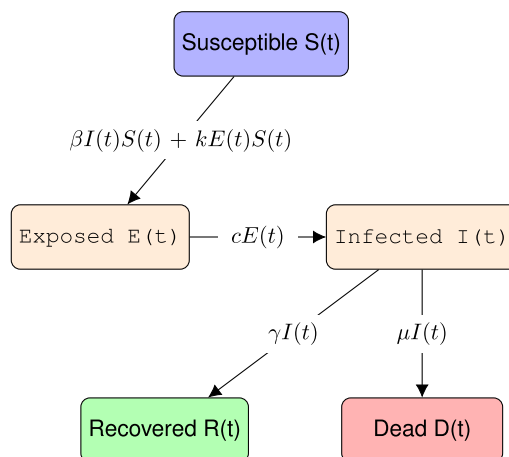 Susceptible S(t)
βI(t)S(t) + kE(t)S(t)
Exposed E(t)
cE(t)
Infected I(t)
γI(t)
μI(t)
Recovered R(t)
Dead D(t)